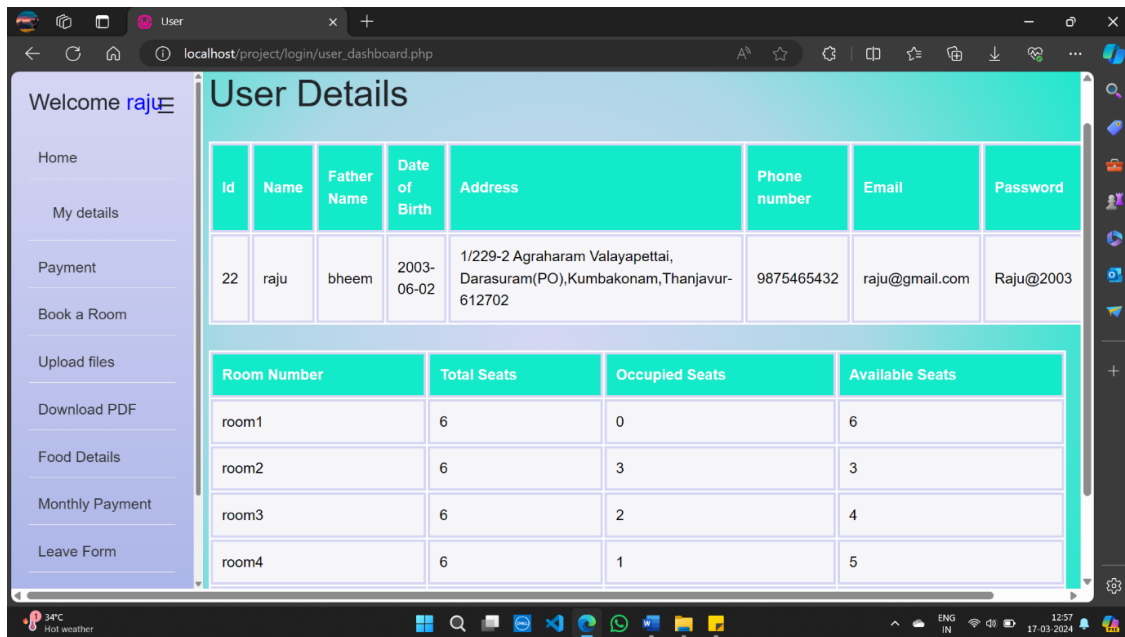 User
localhost/project/login/user_dashboard.php
Welcome raju
Home
My details
Payment
Book a Room
Upload files
Download PDF
Food Details
Monthly Payment
Leave Form
User Details
Id Name Father Name Date of Birth Address Phone number Email Password
22 raju bheem 2003-06-02 1/229-2 Agraharam Valayapettai, Darasuram(PO),Kumbakonam,Thanjavur-612702 9875465432 raju@gmail.com Raju@2003
Room Number Total Seats Occupied Seats Available Seats
room1 6 0 6
room2 6 3 3
room3 6 2 4
room4 6 1 5
34°C
Hot weather
ENG
IN
12:57
17-03-2024